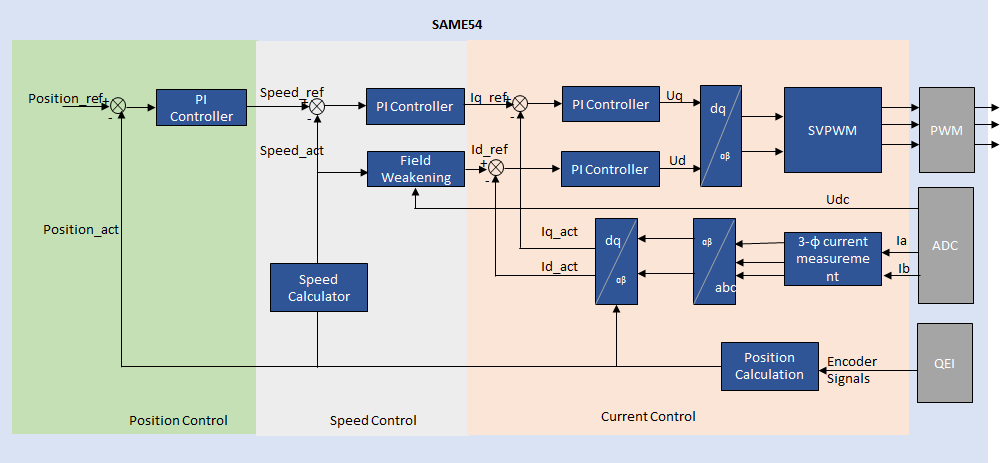 SAME54
Position_ref
+
-
PI
Controller
Speed_ref
+
-
PI Controller
Iq_ref
+
-
PI Controller
Uq
dq
αβ
SVPWM
PWM
Speed_act
Field
Weakening
Id_ref
+
-
PI Controller
Ud
Udc
Position_act
Iq_act
Id_act
dq
αβ
αβ
abc
3-ф current
measureme
nt
Ia
Ib
ADC
Speed
Calculator
Position
Calculation
Encoder
Signals
QEI
Position Control
Speed Control
Current Control